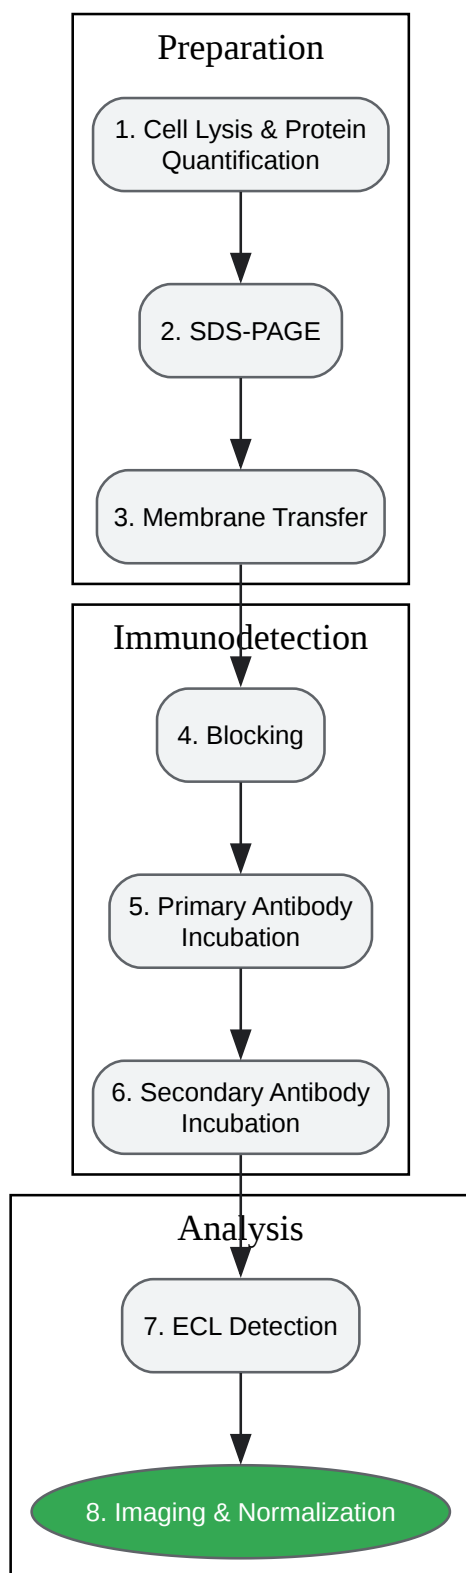 Preparation
1. Cell Lysis & Protein
Quantification
2. SDS-PAGE
3. Membrane Transfer
Immunodetection
4. Blocking
5. Primary Antibody
Incubation
6. Secondary Antibody
Incubation
Analysis
7. ECL Detection
8. Imaging & Normalization